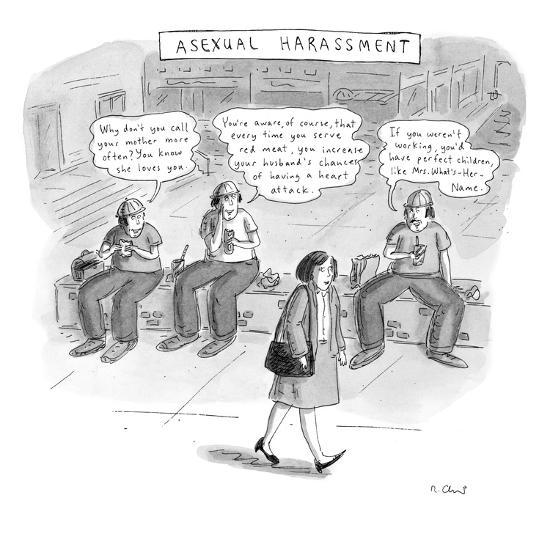 ASEXUAL HARASSMENT
Why don't you call
your mother more
often? You know
she loves you.
You're aware, of course, that
every time you serve
red meat, you increase
your husband's chances
of having a heart
attack.
If you weren't
working, you'd
have perfect children,
like Mrs. What's-Her-
Name.